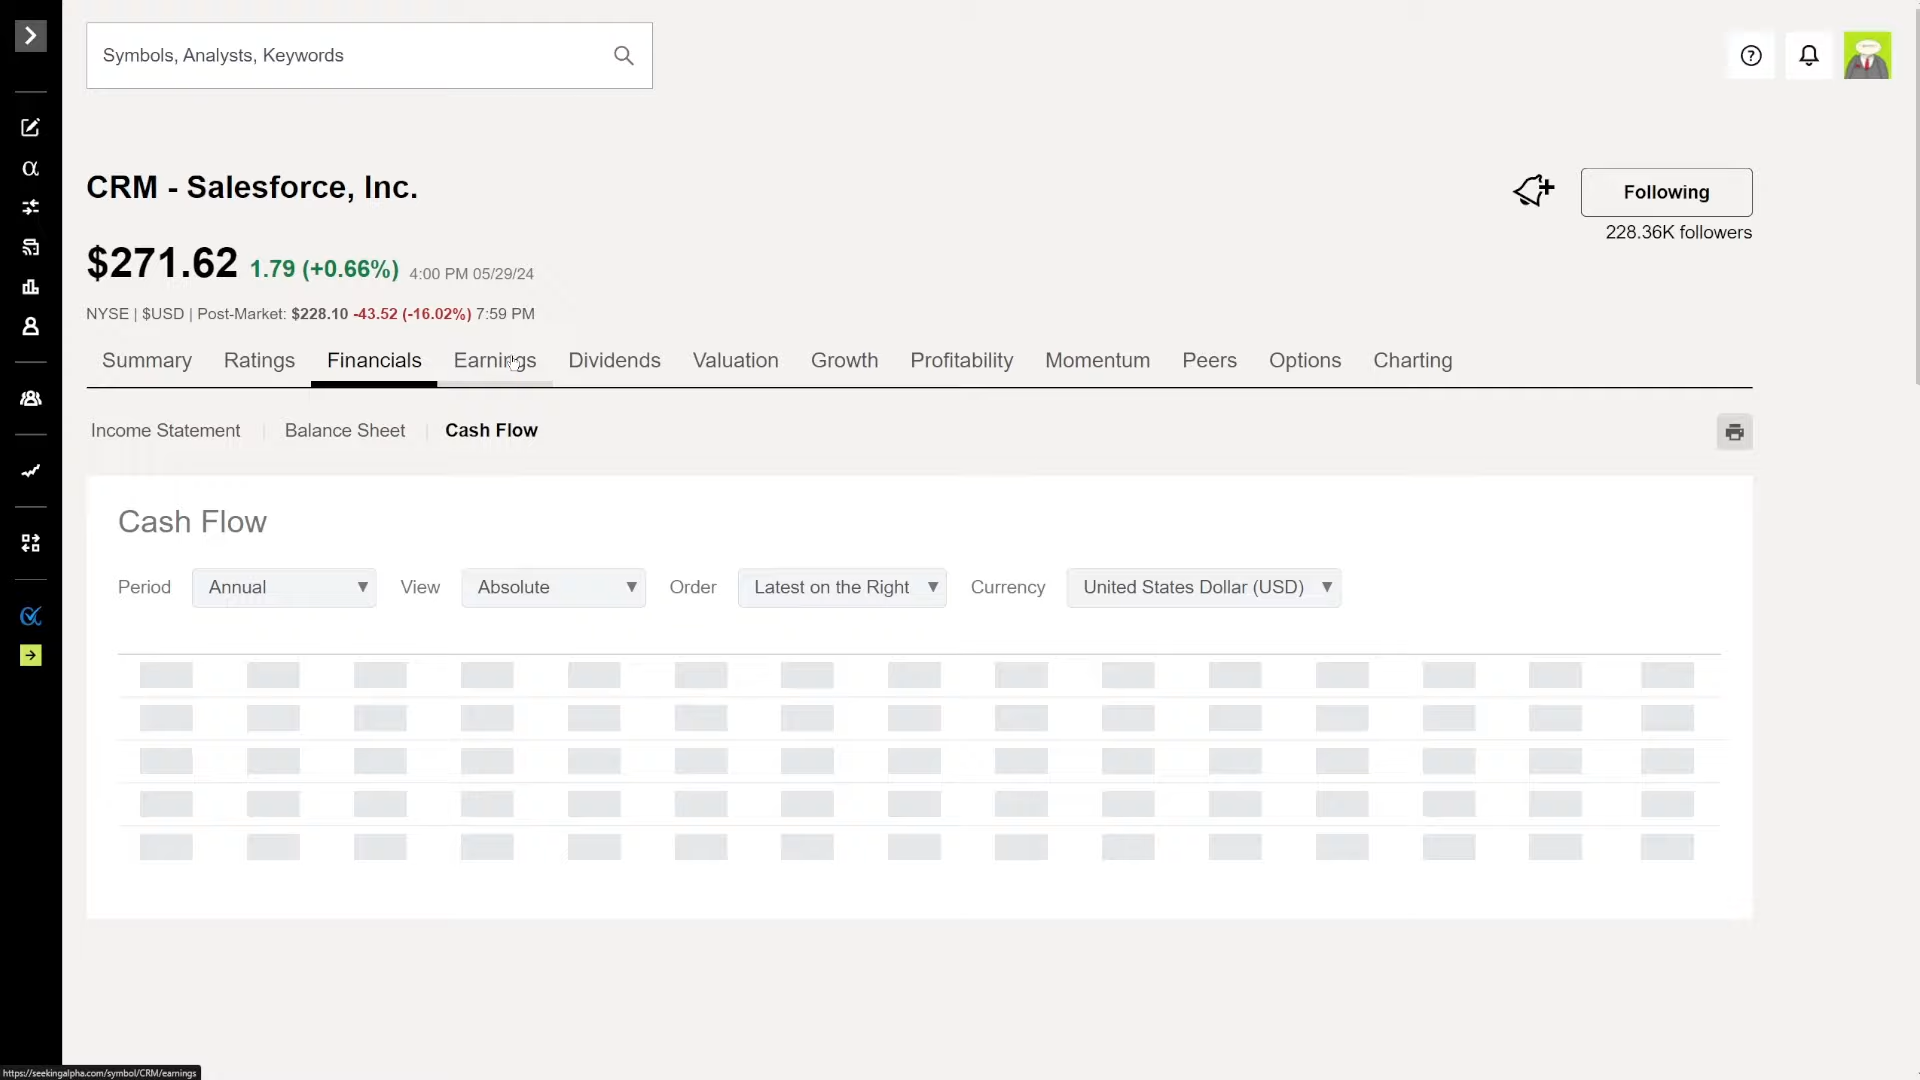 Symbols, Analysts, Keywords
CRM - Salesforce, Inc.
Following
228.36K followers
$271.62 1.79 (+0.66%) 4:00 PM 05/29/24
NYSE | $USD | Post-Market: $228.10 -43.52 (-16.02%) 7:59 PM
Summary Ratings Financials Earnings Dividends Valuation Growth Profitability Momentum Peers Options Charting
Income Statement | Balance Sheet | Cash Flow
Cash Flow
Period Annual View Absolute Order Latest on the Right Currency United States Dollar (USD)
https://seekingalpha.com/symbol/CRM/earnings